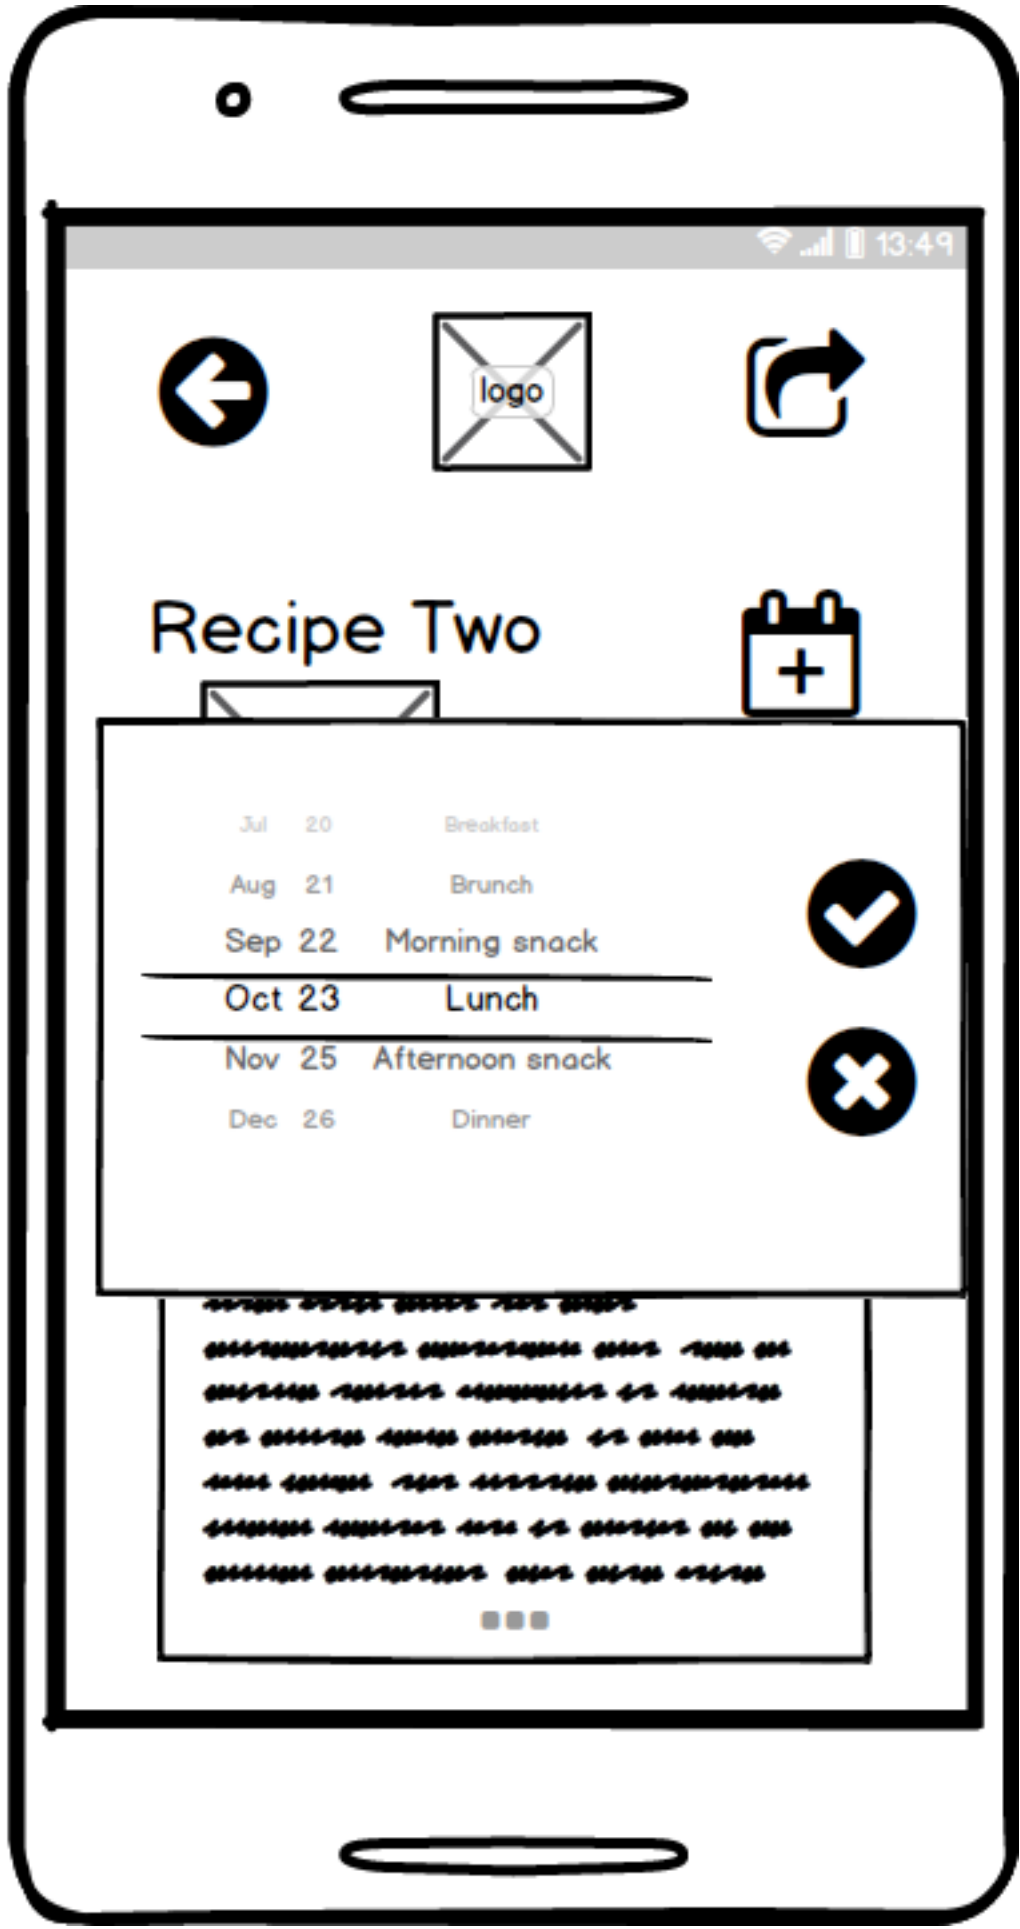 13:49
logo
Recipe Two
Jul 20 Breakfast
Aug 21 Brunch
Sep 22 Morning snack
Oct 23 Lunch
Nov 25 Afternoon snack
Dec 26 Dinner